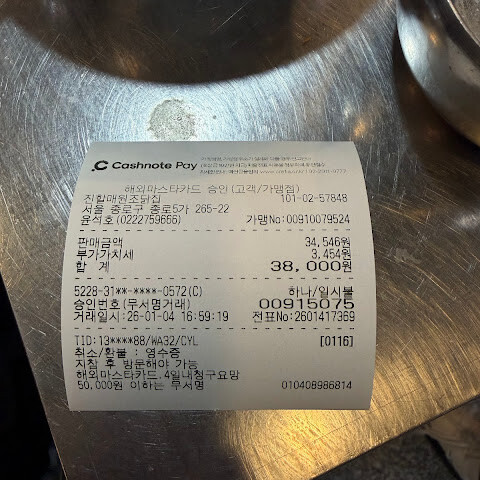 Cashnote Pay
해외마스타카드 승인(고객/가맹점)
진할매원조닭집 101-02-57848
서울 종로구 종로5가 265-22
윤석호(0222759666) 가맹No:00910079524
판매금액 34,546원
부가가치세 3,454원
합 계 38,000원
5228-31**-****-0572(C) 하나/일시불
승인번호(무서명거래) 00915075
거래일시:26-01-04 16:59:19 전표No:2601417369
TID:13****88/WA32/CYL [0116]
취소/환불 : 영수증
지참 후 방문해야 가능
해외마스타카드 4일내청구요망
50,000원 이하는 무서명 010408986814